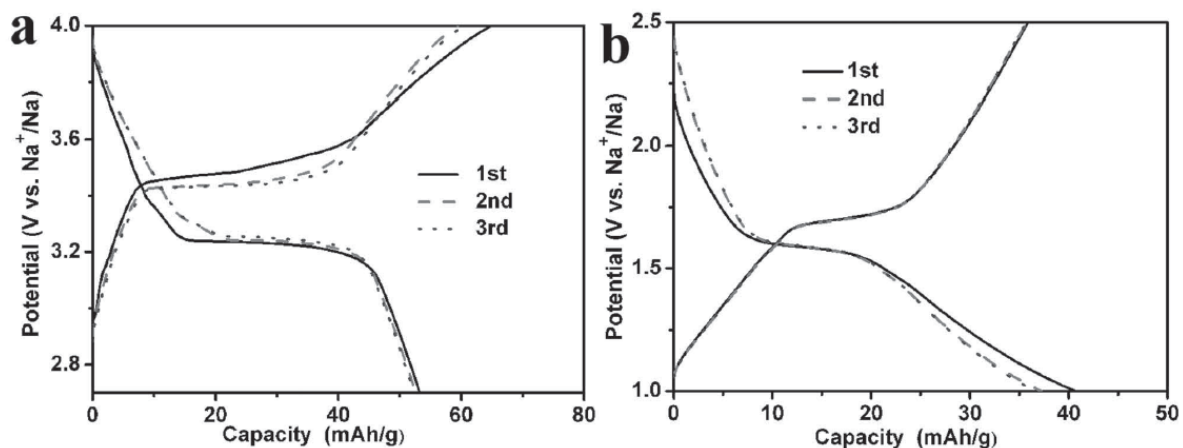 a
4.0
3.6
3.2
2.8
Potential (V vs. Na⁺/Na)
1st
2nd
3rd
0 20 40 60 80
Capacity (mAh/g)
b
2.5
2.0
1.5
1.0
Potential (V vs. Na⁺/Na)
1st
2nd
3rd
0 10 20 30 40 50
Capacity (mAh/g)